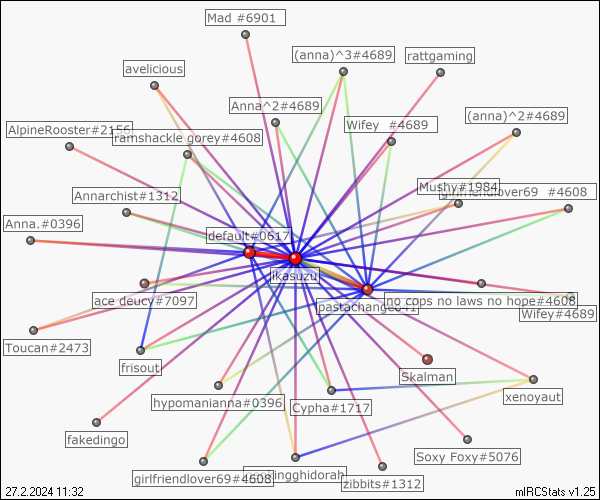 Mad #6901
(anna)^3#4689
rattgaming
avelicious
Anna^2#4689
(anna)^2#4689
Wifey #4689
AlpineRooster#2156
ramshackle gorey#4608
Mushy#1984
girlfriendlover69 #4608
Annarchist#1312
Anna.#0396
default#0617
ikasuzu
ace deucy#7097
pastachange041
no cops no laws no hope#4608
Wifey#4689
Toucan#2473
frisout
Skalman
xenoyaut
hypomanianna#0396
Cypha#1717
fakedingo
Soxy Foxy#5076
girlfriendlover69#4608
kingghidorah
zibbits#1312
27.2.2024 11:32
mIRCStats v1.25